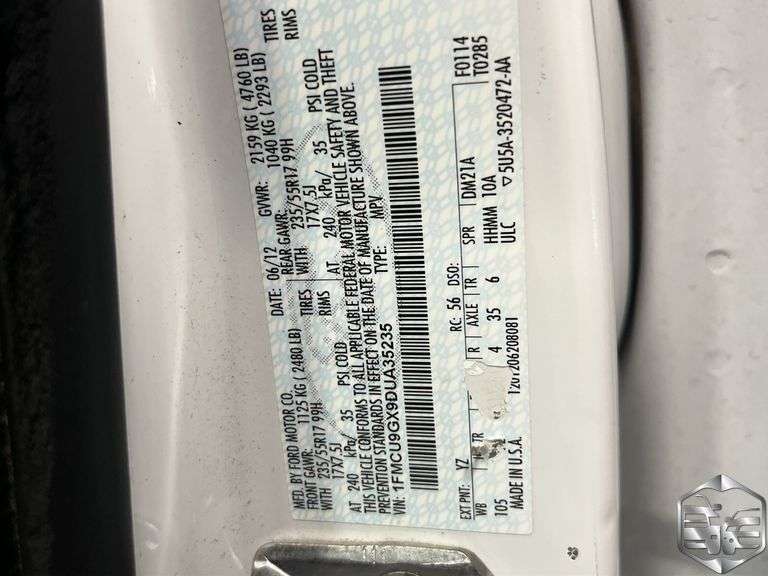 MFD. BY FORD MOTOR CO.
DATE: 06/12 GVWR: 2159 KG ( 4760 LB)
FRONT GAWR: 1125 KG ( 2480 LB) REAR GAWR: 1040 KG ( 2293 LB)
WITH 235/55R17 99H TIRES WITH 235/55R17 99H TIRES
17X7.5J RIMS 17X7.5J RIMS
AT 240 kPa/ 35 PSI COLD AT 240 kPa/ 35 PSI COLD
THIS VEHICLE CONFORMS TO ALL APPLICABLE FEDERAL MOTOR VEHICLE SAFETY AND THEFT
PREVENTION STANDARDS IN EFFECT ON THE DATE OF MANUFACTURE SHOWN ABOVE.
VIN: 1FMCU9GX9DUA35235 TYPE: MPV
F0114
T0285
EXT PNT: YZ RC: 56 DSO:
WB TR R AXLE TR SPR DM21A
105 4 35 6 HHMM 10A
MADE IN U.S.A. ULC
1201206208081 ▽5U5A-3520472-AA